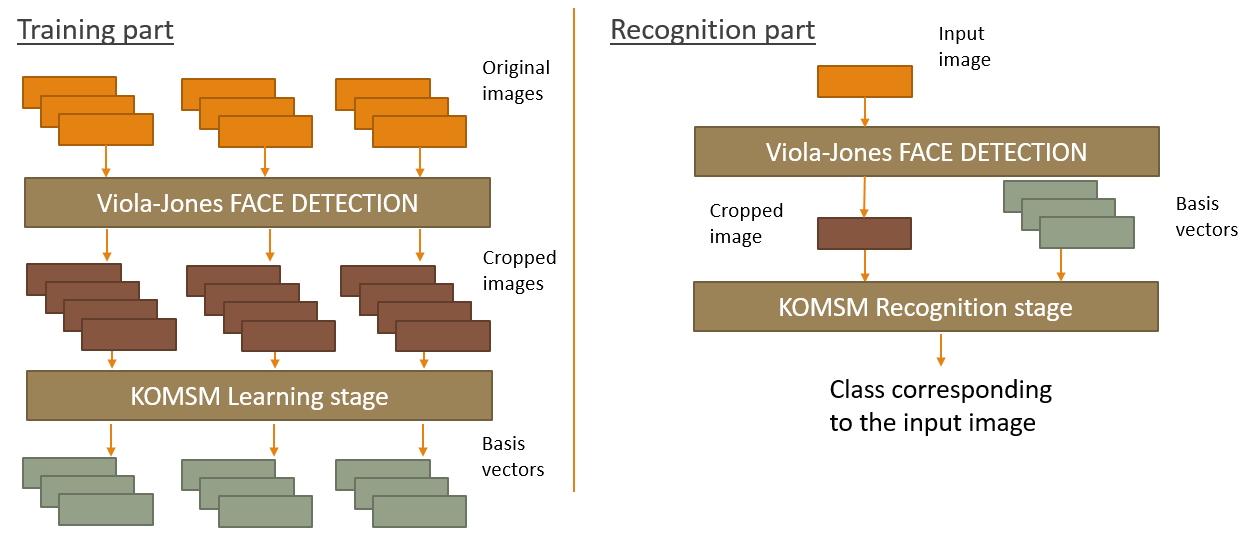 Training part
Original
images
Viola-Jones FACE DETECTION
Cropped
images
KOMSM Learning stage
Basis
vectors
Recognition part
Input
image
Viola-Jones FACE DETECTION
Cropped
image
Basis
vectors
KOMSM Recognition stage
Class corresponding
to the input image